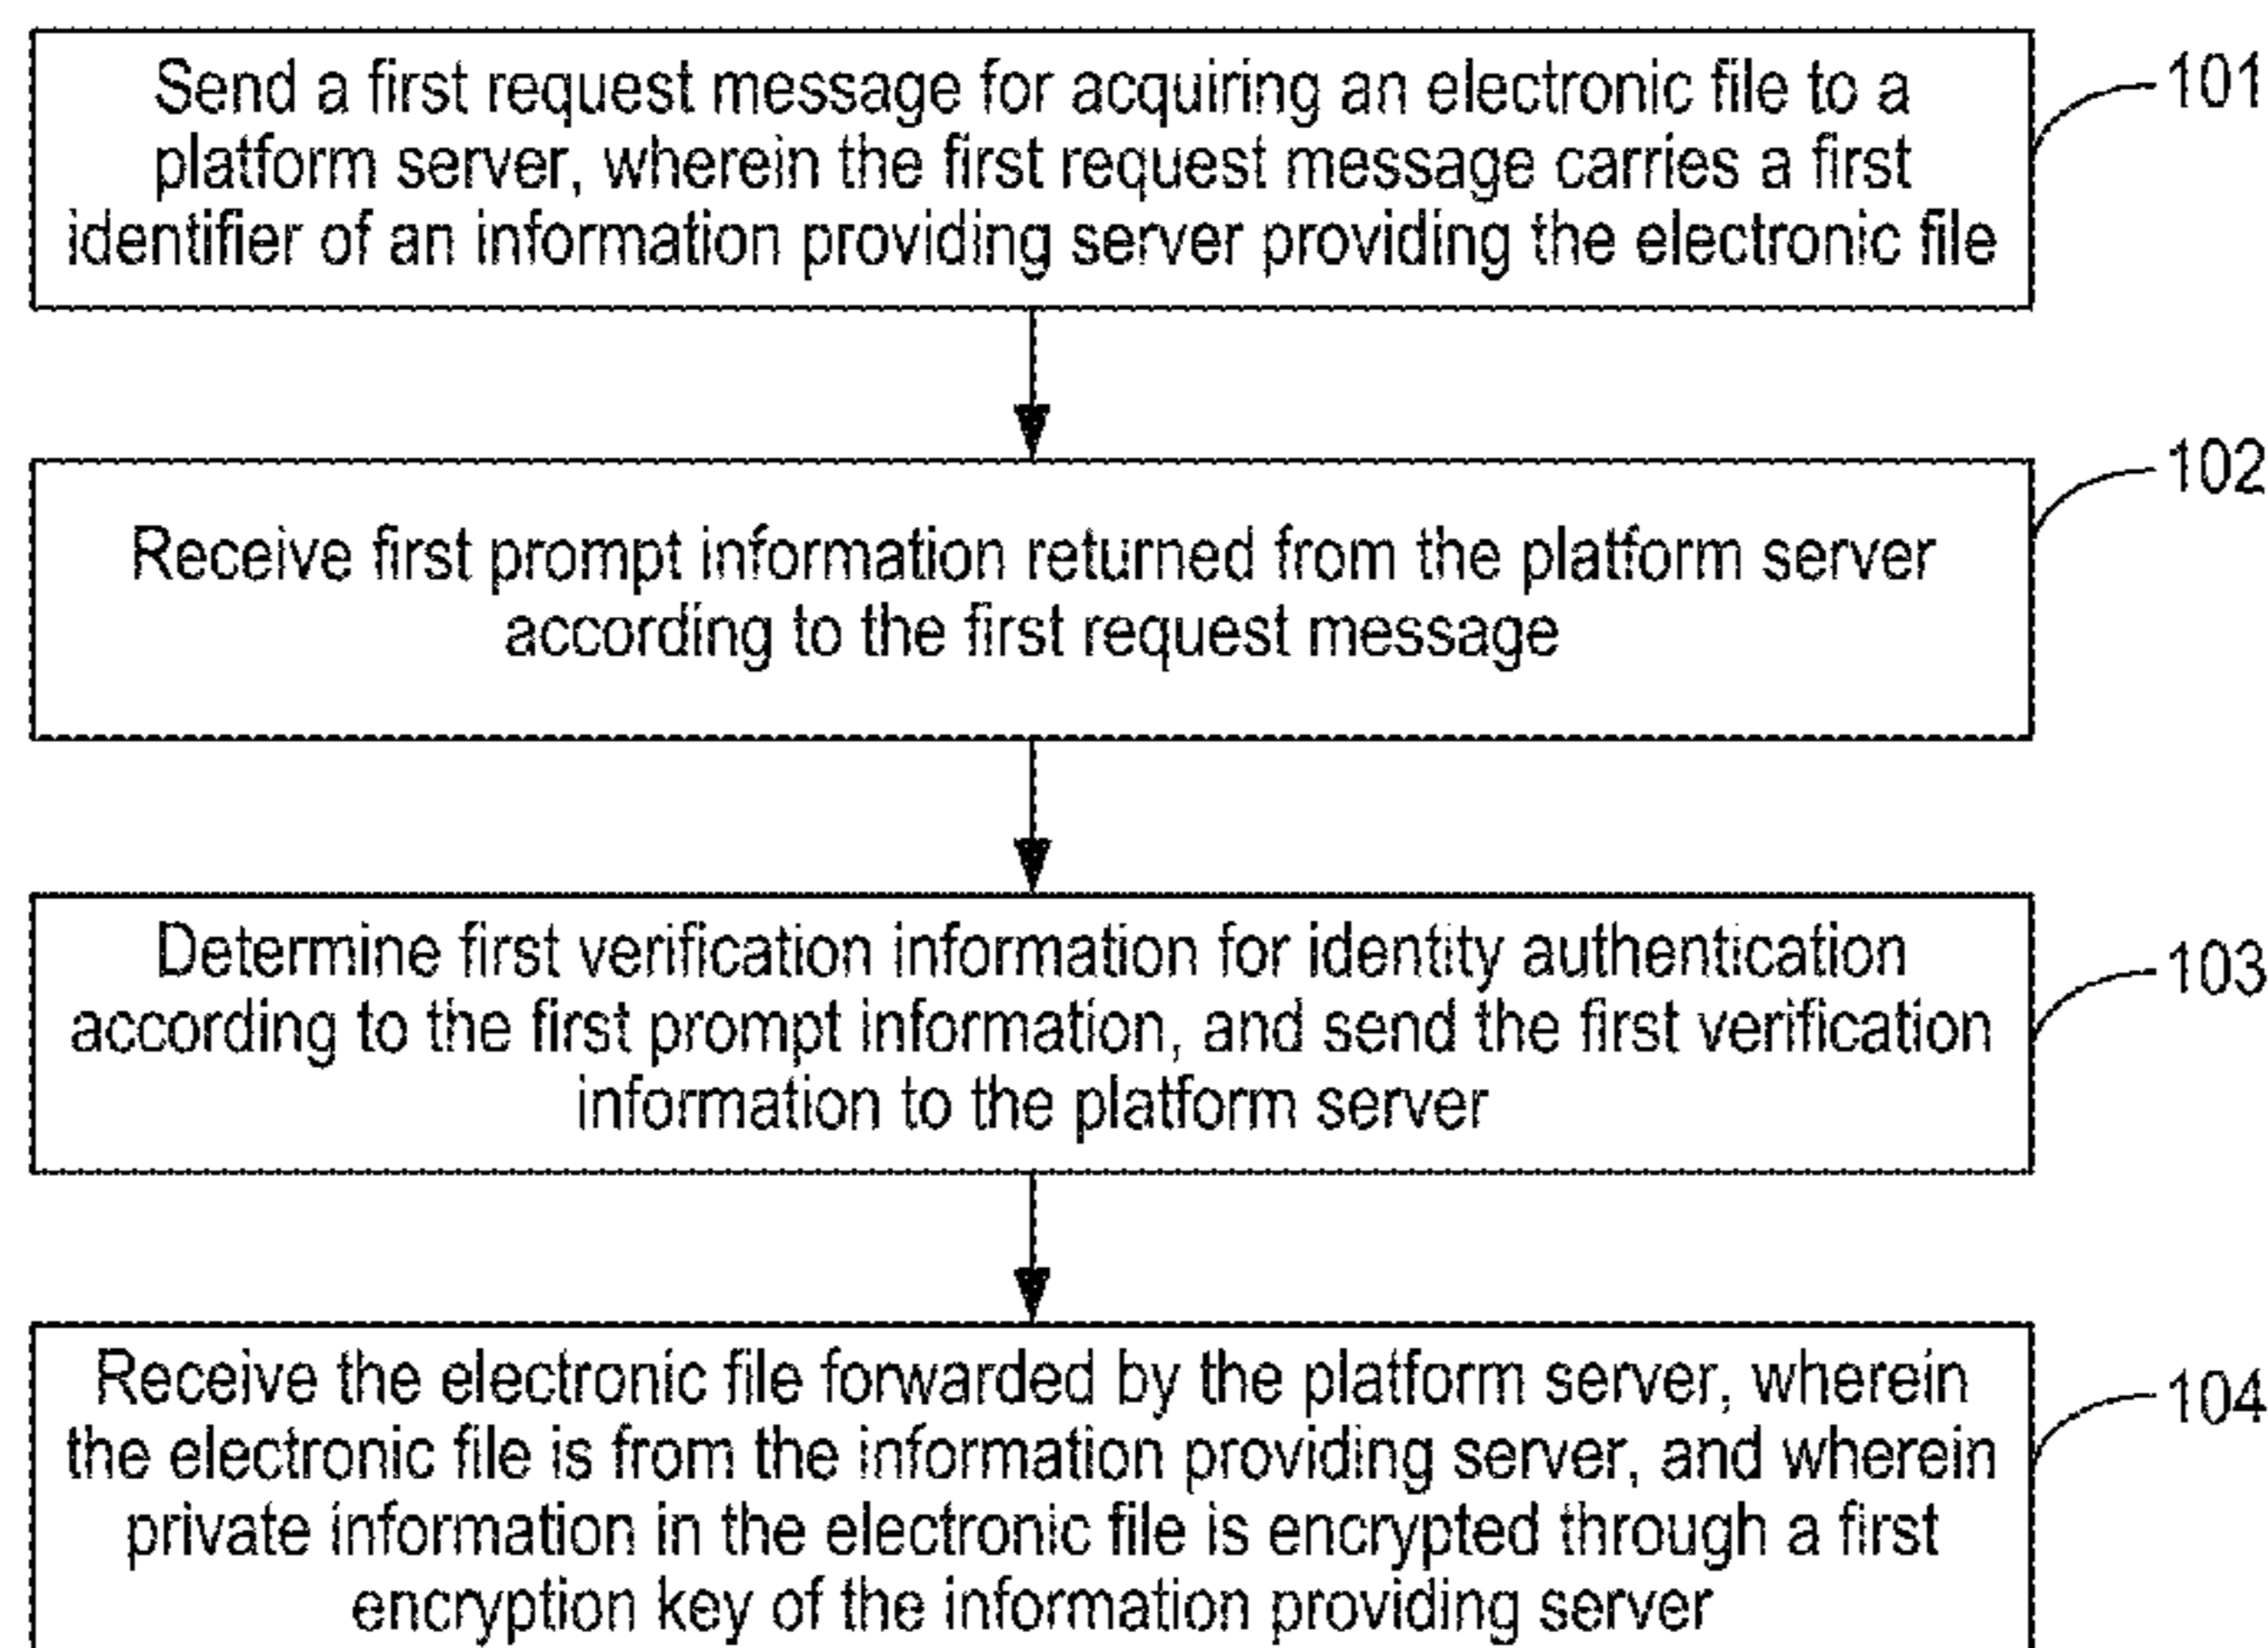 Send a first request message for acquiring an electronic file to a
platform server, wherein the first request message carries a first
identifier of an information providing server providing the electronic file
101
Receive first prompt information returned from the platform server
according to the first request message
102
Determine first verification information for identity authentication
according to the first prompt information, and send the first verification
information to the platform server
103
Receive the electronic file forwarded by the platform server, wherein
the electronic file is from the information providing server, and wherein
private information in the electronic file is encrypted through a first
encryption key of the information providing server
104